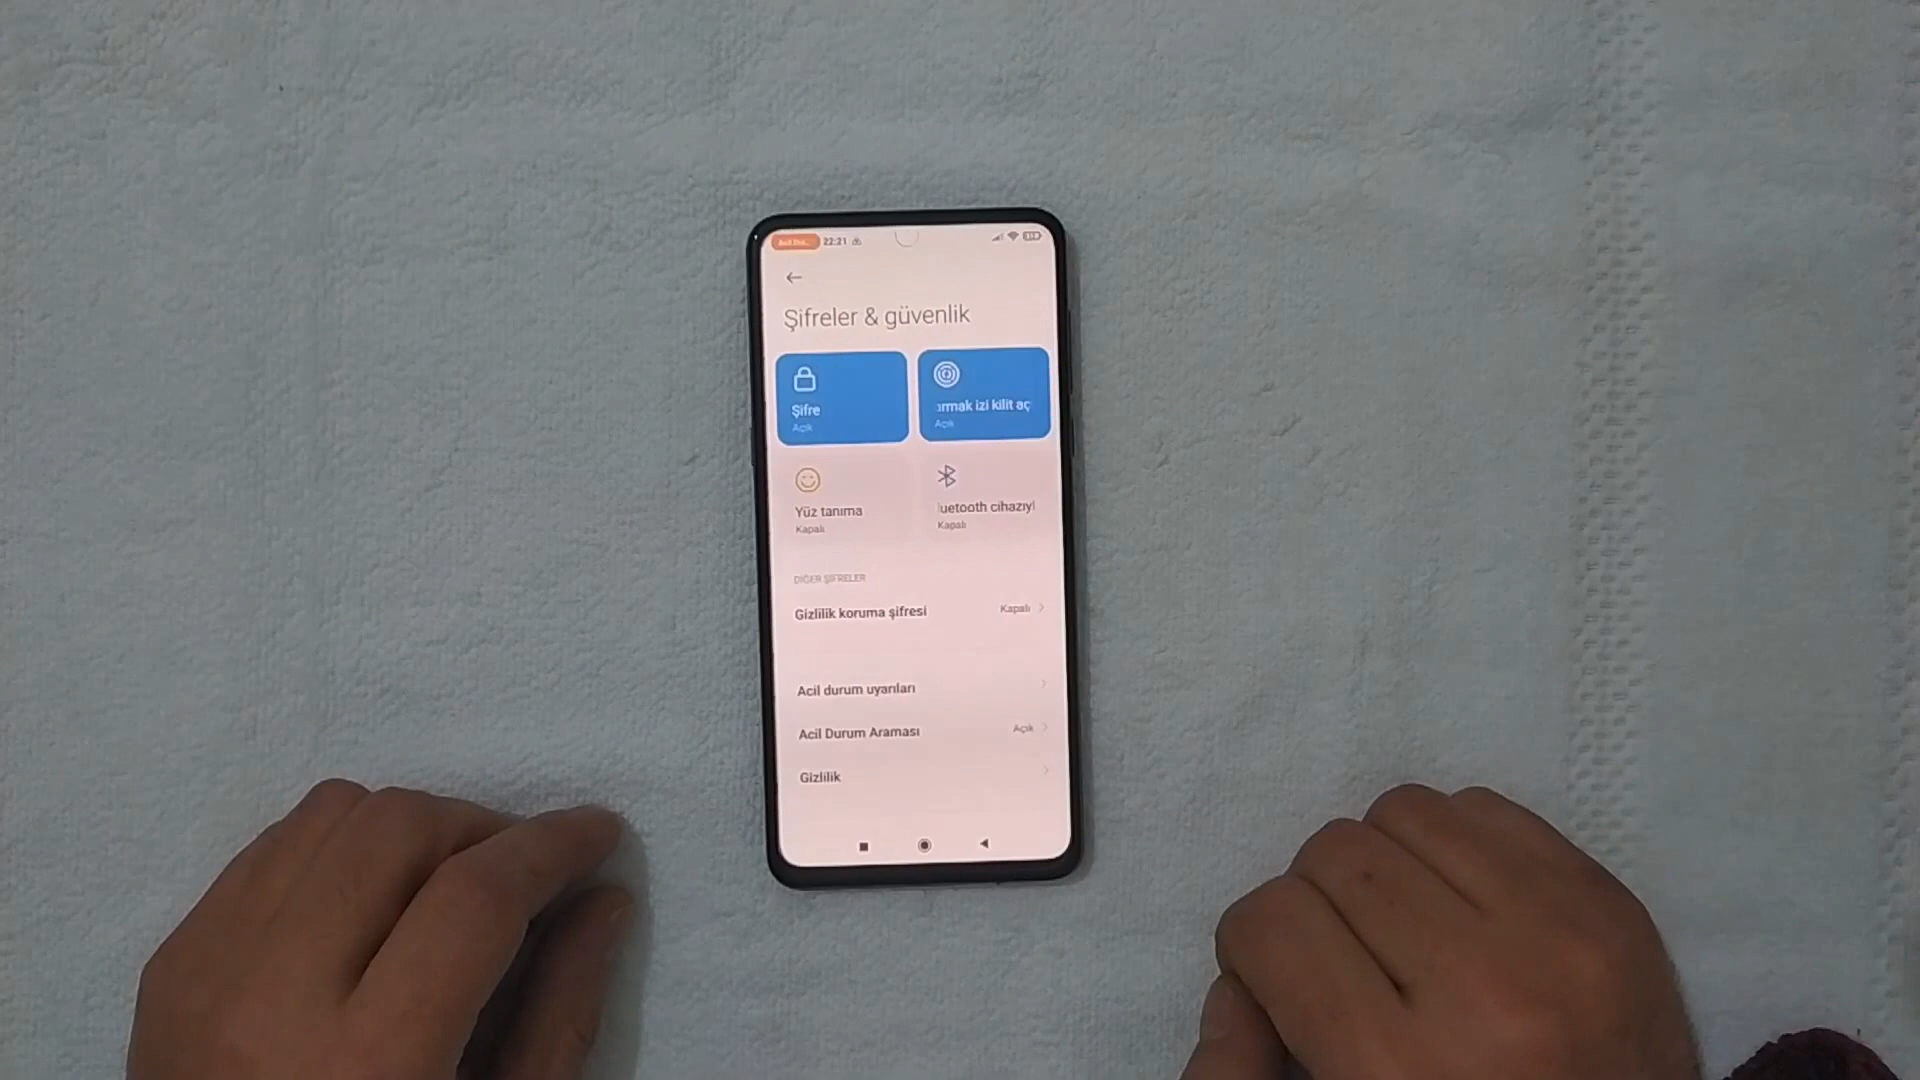 22:21
Şifreler & güvenlik
Şifre
Açık
ırmak izi kilit aç
Açık
Yüz tanıma
Kapalı
luetooth cihazıyl
Kapalı
DİĞER ŞİFRELER
Gizlilik koruma şifresi
Kapalı
Acil durum uyarıları
Acil Durum Araması
Açık
Gizlilik